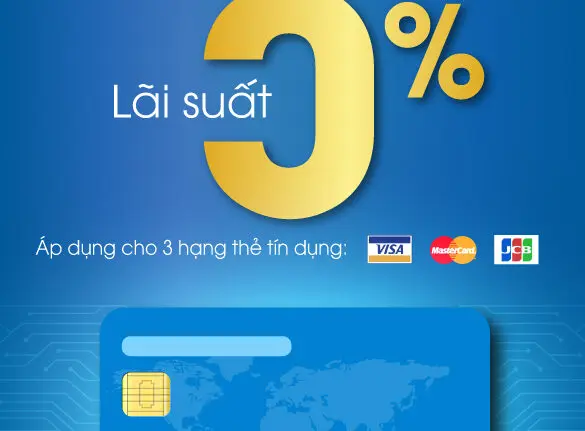 Lãi suất 0%
Áp dụng cho 3 hạng thẻ tín dụng: VISA MasterCard JCB